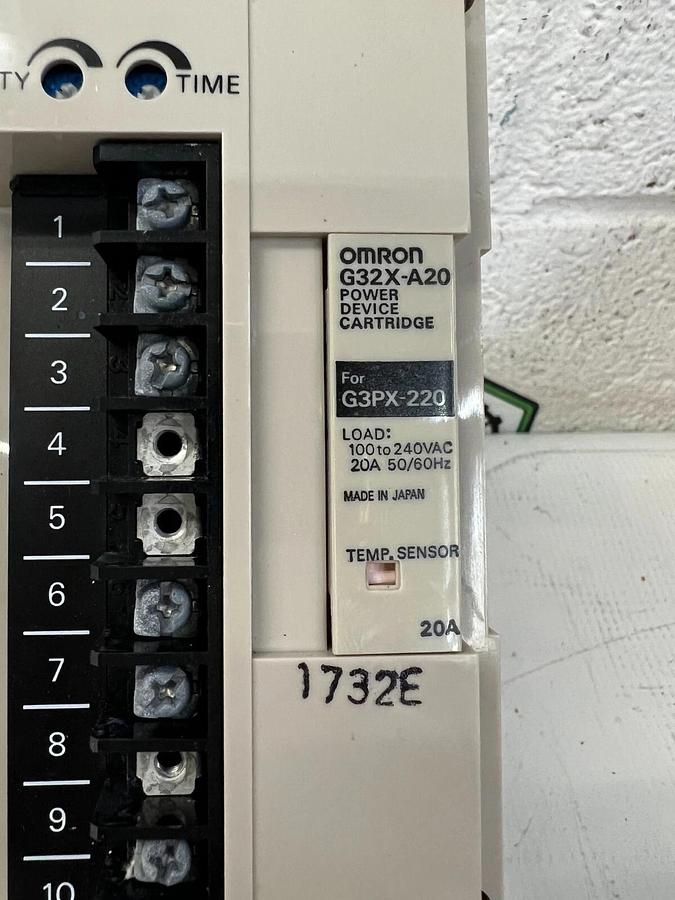 TY
TIME
1
2
3
4
5
6
7
8
9
10
OMRON
G32X-A20
POWER
DEVICE
CARTRIDGE
For
G3PX-220
LOAD:
100 to 240VAC
20A 50/60Hz
MADE IN JAPAN
TEMP. SENSOR
20A
1732E